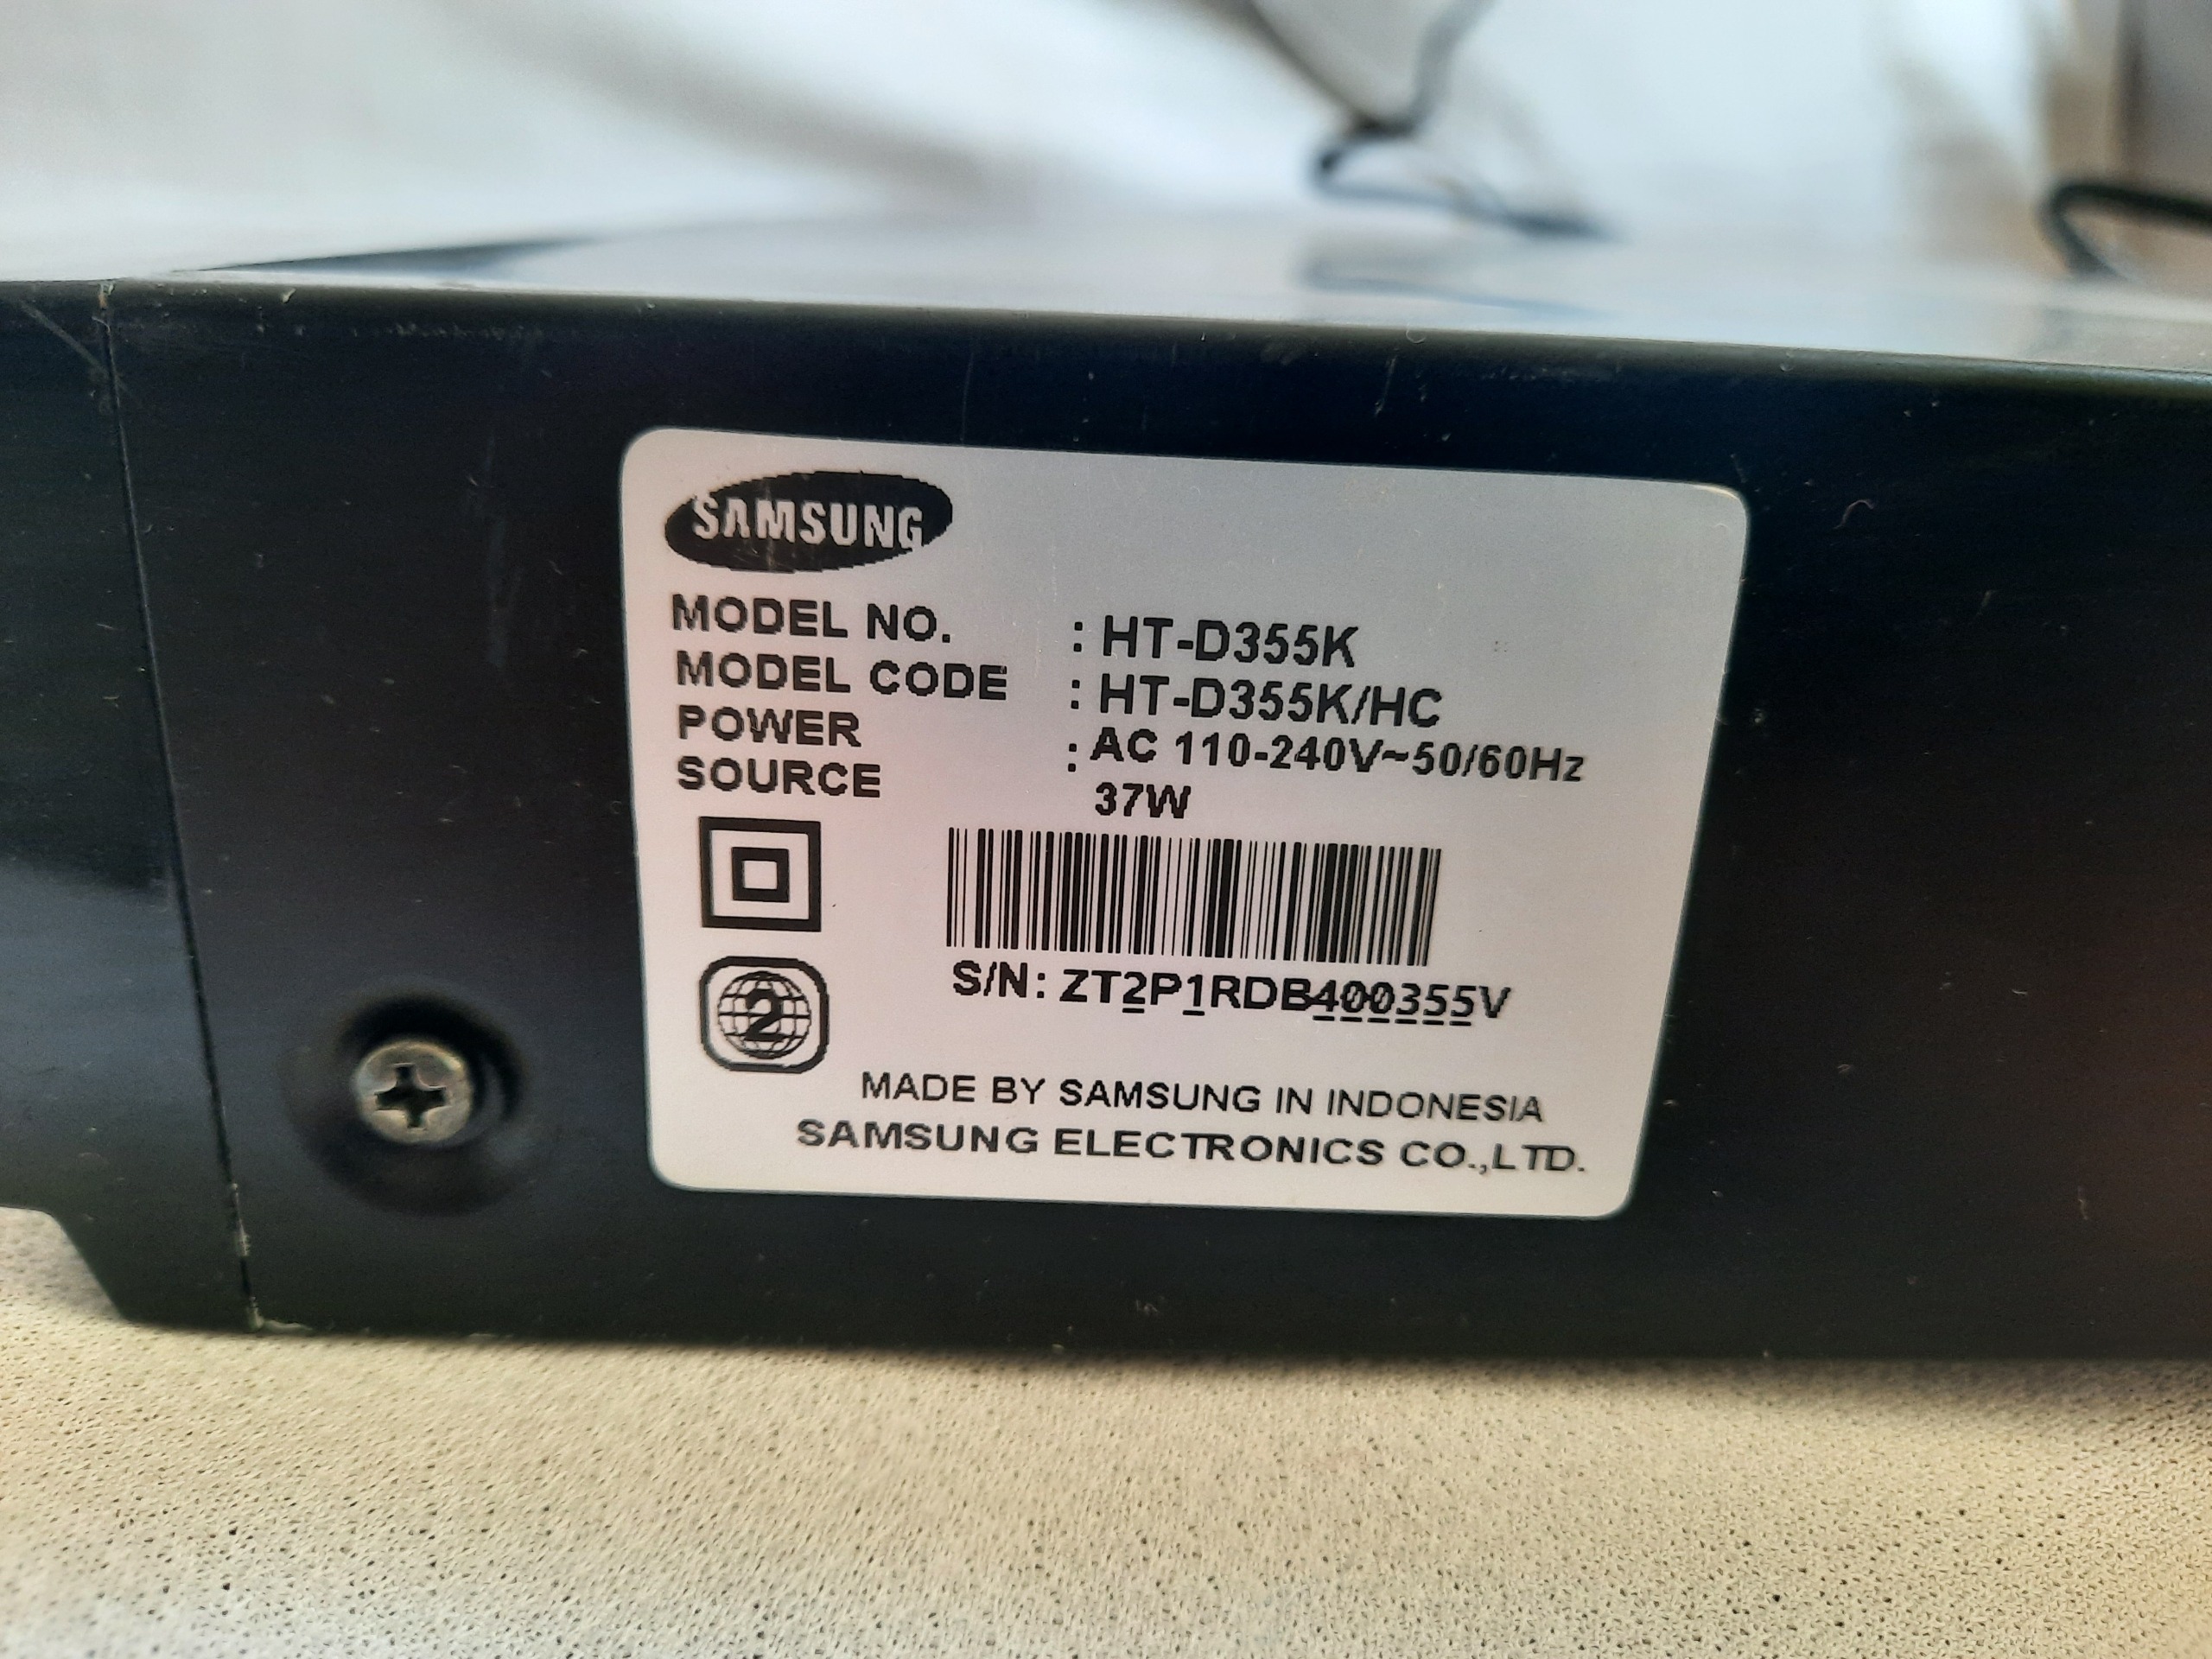 SAMSUNG
MODEL NO. : HT-D355K
MODEL CODE : HT-D355K/HC
POWER
SOURCE : AC 110-240V~50/60Hz
37W
2
S/N: ZT2P1RDB400355V
MADE BY SAMSUNG IN INDONESIA
SAMSUNG ELECTRONICS CO.,LTD.